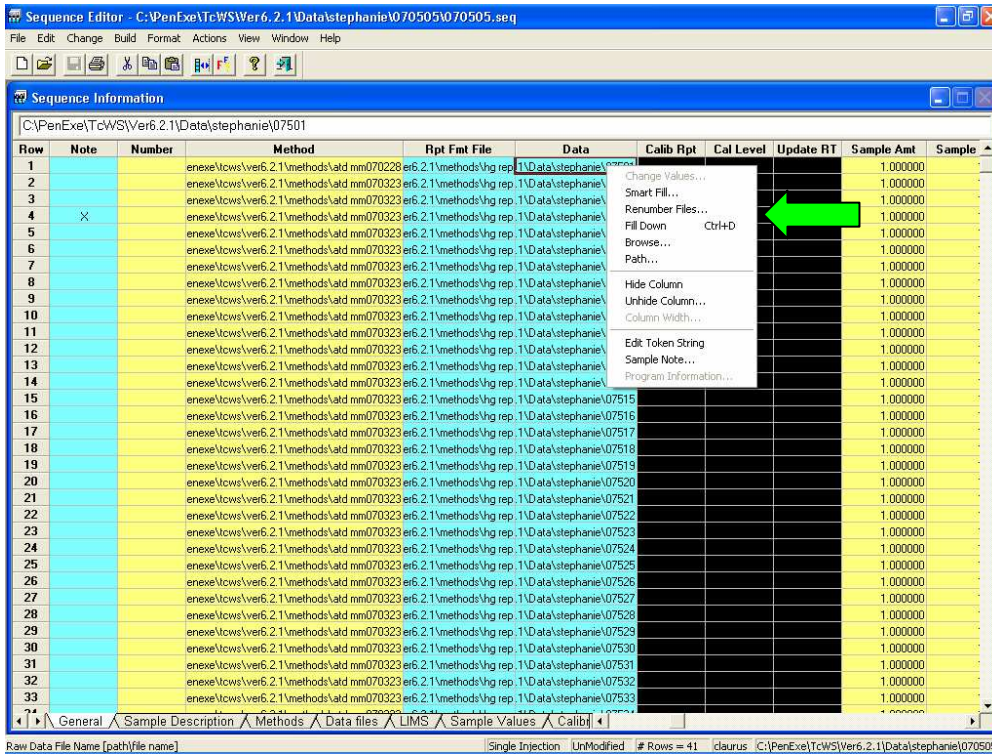 Sequence Editor - C:\PenExe\TcWS\Ver6.2.1\Data\stephanie\070505\070505.seq
File Edit Change Build Format Actions View Window Help
Sequence Information
C:\PenExe\TcWS\Ver6.2.1\Data\stephanie\07501
Row Note Number Method Rpt Fmt File Data Calib Rpt Cal Level Update RT Sample Amt Sample
1 enexe\tcws\ver6.2.1\methods\atd mm070228 er6.2.1\methods\hg rep .1\Data\stephanie\07501 1.000000
2 enexe\tcws\ver6.2.1\methods\atd mm070323 er6.2.1\methods\hg rep .1\Data\stephanie\ 1.000000
3 enexe\tcws\ver6.2.1\methods\atd mm070323 er6.2.1\methods\hg rep .1\Data\stephanie\ 1.000000
4 X enexe\tcws\ver6.2.1\methods\atd mm070323 er6.2.1\methods\hg rep .1\Data\stephanie\ 1.000000
5 enexe\tcws\ver6.2.1\methods\atd mm070323 er6.2.1\methods\hg rep .1\Data\stephanie\ 1.000000
6 enexe\tcws\ver6.2.1\methods\atd mm070323 er6.2.1\methods\hg rep .1\Data\stephanie\ 1.000000
7 enexe\tcws\ver6.2.1\methods\atd mm070323 er6.2.1\methods\hg rep .1\Data\stephanie\ 1.000000
8 enexe\tcws\ver6.2.1\methods\atd mm070323 er6.2.1\methods\hg rep .1\Data\stephanie\ 1.000000
9 enexe\tcws\ver6.2.1\methods\atd mm070323 er6.2.1\methods\hg rep .1\Data\stephanie\ 1.000000
10 enexe\tcws\ver6.2.1\methods\atd mm070323 er6.2.1\methods\hg rep .1\Data\stephanie\ 1.000000
11 enexe\tcws\ver6.2.1\methods\atd mm070323 er6.2.1\methods\hg rep .1\Data\stephanie\ 1.000000
12 enexe\tcws\ver6.2.1\methods\atd mm070323 er6.2.1\methods\hg rep .1\Data\stephanie\ 1.000000
13 enexe\tcws\ver6.2.1\methods\atd mm070323 er6.2.1\methods\hg rep .1\Data\stephanie\ 1.000000
14 enexe\tcws\ver6.2.1\methods\atd mm070323 er6.2.1\methods\hg rep .1\Data\stephanie\ 1.000000
Change Values...
Smart Fill...
Renumber Files...
Fill Down Ctrl+D
Browse...
Path...
Hide Column
Unhide Column...
Column Width...
Edit Token String
Sample Note...
Program Information...
15 enexe\tcws\ver6.2.1\methods\atd mm070323 er6.2.1\methods\hg rep .1\Data\stephanie\07515 1.000000
16 enexe\tcws\ver6.2.1\methods\atd mm070323 er6.2.1\methods\hg rep .1\Data\stephanie\07516 1.000000
17 enexe\tcws\ver6.2.1\methods\atd mm070323 er6.2.1\methods\hg rep .1\Data\stephanie\07517 1.000000
18 enexe\tcws\ver6.2.1\methods\atd mm070323 er6.2.1\methods\hg rep .1\Data\stephanie\07518 1.000000
19 enexe\tcws\ver6.2.1\methods\atd mm070323 er6.2.1\methods\hg rep .1\Data\stephanie\07519 1.000000
20 enexe\tcws\ver6.2.1\methods\atd mm070323 er6.2.1\methods\hg rep .1\Data\stephanie\07520 1.000000
21 enexe\tcws\ver6.2.1\methods\atd mm070323 er6.2.1\methods\hg rep .1\Data\stephanie\07521 1.000000
22 enexe\tcws\ver6.2.1\methods\atd mm070323 er6.2.1\methods\hg rep .1\Data\stephanie\07522 1.000000
23 enexe\tcws\ver6.2.1\methods\atd mm070323 er6.2.1\methods\hg rep .1\Data\stephanie\07523 1.000000
24 enexe\tcws\ver6.2.1\methods\atd mm070323 er6.2.1\methods\hg rep .1\Data\stephanie\07524 1.000000
25 enexe\tcws\ver6.2.1\methods\atd mm070323 er6.2.1\methods\hg rep .1\Data\stephanie\07525 1.000000
26 enexe\tcws\ver6.2.1\methods\atd mm070323 er6.2.1\methods\hg rep .1\Data\stephanie\07526 1.000000
27 enexe\tcws\ver6.2.1\methods\atd mm070323 er6.2.1\methods\hg rep .1\Data\stephanie\07527 1.000000
28 enexe\tcws\ver6.2.1\methods\atd mm070323 er6.2.1\methods\hg rep .1\Data\stephanie\07528 1.000000
29 enexe\tcws\ver6.2.1\methods\atd mm070323 er6.2.1\methods\hg rep .1\Data\stephanie\07529 1.000000
30 enexe\tcws\ver6.2.1\methods\atd mm070323 er6.2.1\methods\hg rep .1\Data\stephanie\07530 1.000000
31 enexe\tcws\ver6.2.1\methods\atd mm070323 er6.2.1\methods\hg rep .1\Data\stephanie\07531 1.000000
32 enexe\tcws\ver6.2.1\methods\atd mm070323 er6.2.1\methods\hg rep .1\Data\stephanie\07532 1.000000
33 enexe\tcws\ver6.2.1\methods\atd mm070323 er6.2.1\methods\hg rep .1\Data\stephanie\07533 1.000000
General Sample Description Methods Data files LIMS Sample Values Calibr
Raw Data File Name [path\file name] Single Injection UnModified # Rows = 41 claurus C:\PenExe\TcWS\Ver6.2.1\Data\stephanie\07050